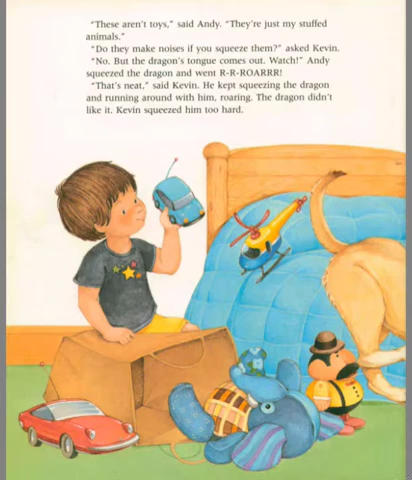 "These aren't toys," said Andy. "They're just my stuffed
animals."
"Do they make noises if you squeeze them?" asked Kevin.
"No. But the dragon's tongue comes out. Watch!" Andy
squeezed the dragon and went R-R-ROARRR!
"That's neat," said Kevin. He kept squeezing the dragon
and running around with him, roaring. The dragon didn't
like it. Kevin squeezed him too hard.